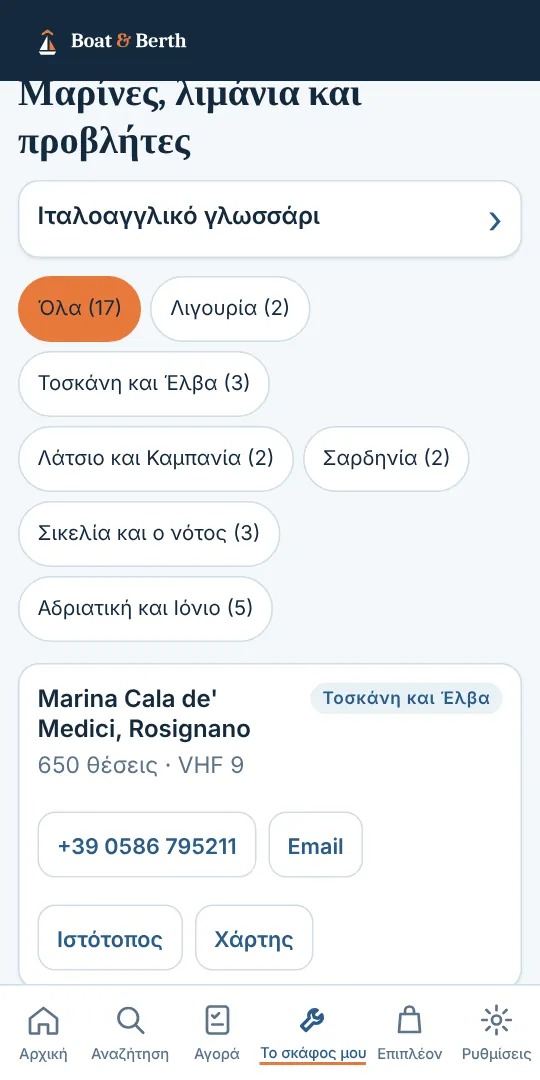 Boat & Berth
Μαρίνες, λιμάνια και
προβλήτες
Ιταλοαγγλικό γλωσσάρι
Όλα (17)
Λιγουρία (2)
Τοσκάνη και Έλβα (3)
Λάτσιο και Καμπανία (2)
Σαρδηνία (2)
Σικελία και ο νότος (3)
Αδριατική και Ιόνιο (5)
Marina Cala de'
Medici, Rosignano
Τοσκάνη και Έλβα
650 θέσεις · VHF 9
+39 0586 795211
Email
Ιστότοπος
Χάρτης
Αρχική
Αναζήτηση
Αγορά
Το σκάφος μου
Επιπλέον
Ρυθμίσεις